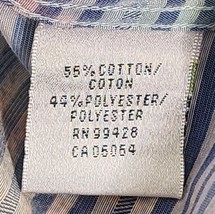 55% COTTON/
COTON
44% POLYESTER/
POLYESTER
RN 99428
CA 05054